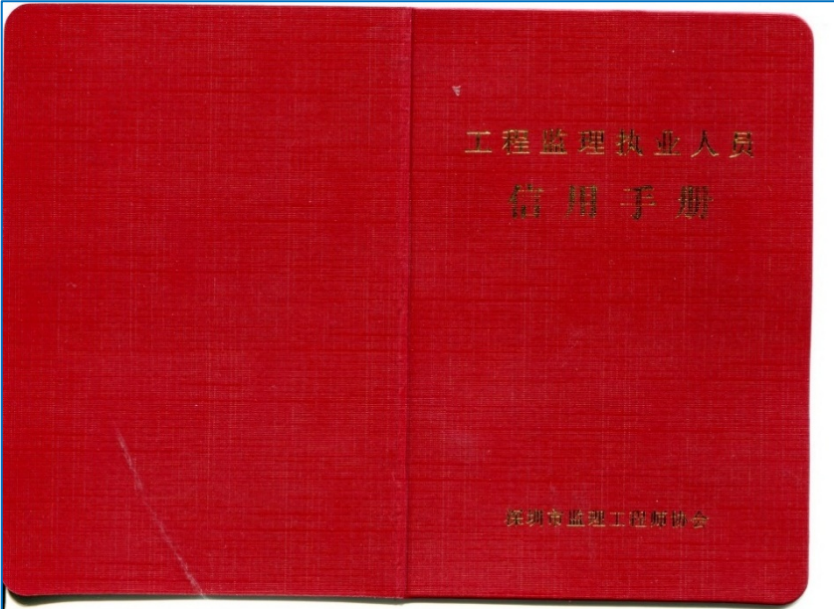 工程监理执业人员
信用手册
深圳市监理工程师协会